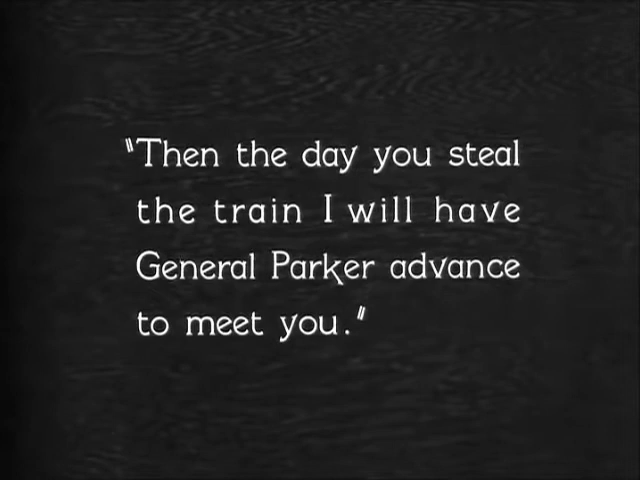 "Then the day you steal
the train I will have
General Parker advance
to meet you."